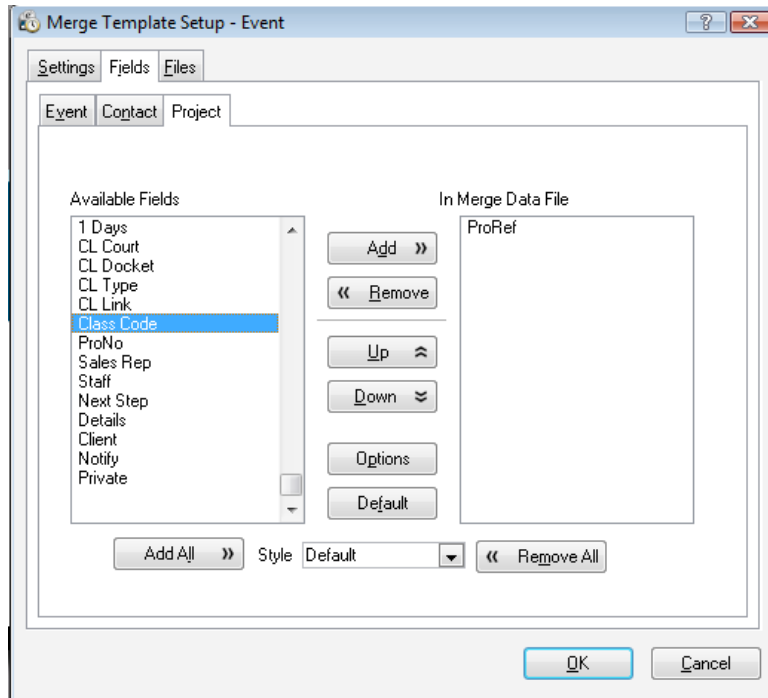 Merge Template Setup - Event
Settings Fields Files
Event Contact Project
Available Fields In Merge Data File
1 Days
CL Court
CL Docket
CL Type
CL Link
Class Code
ProNo
Sales Rep
Staff
Next Step
Details
Client
Notify
Private
Add
Remove
Up
Down
Options
Default
ProRef
Add All Style Default Remove All
OK Cancel